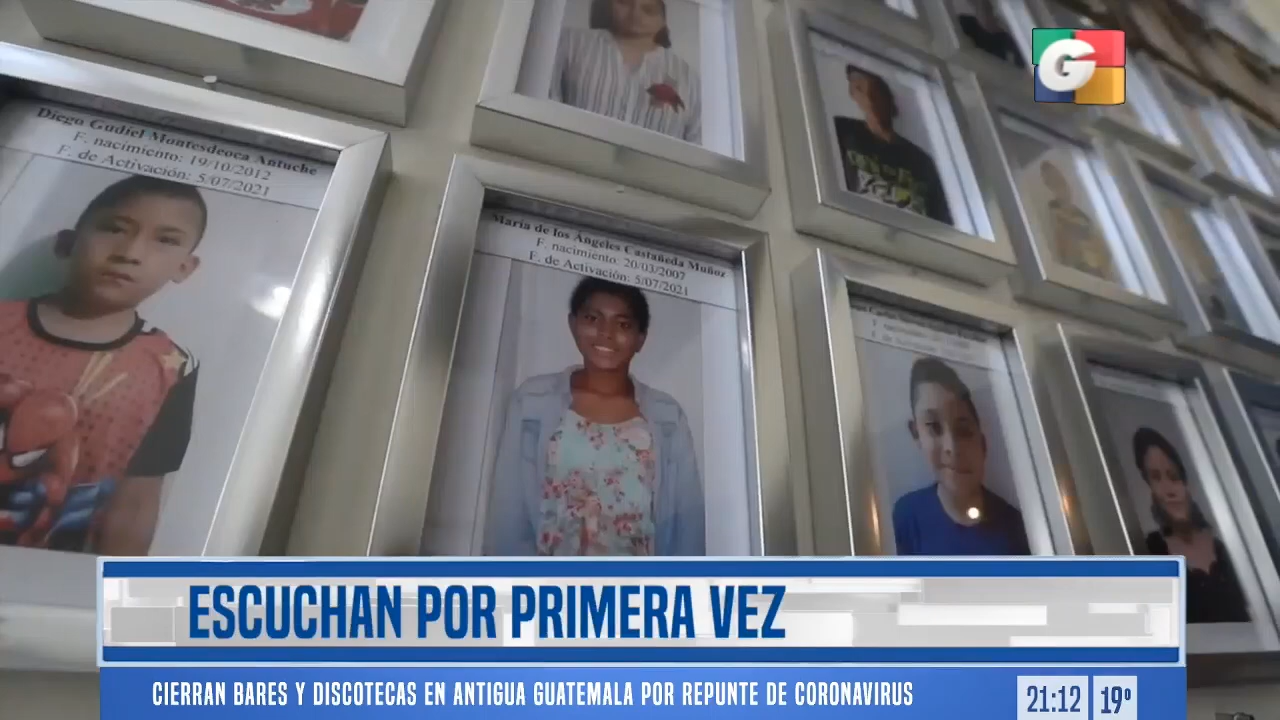 G
Diego Gudiel Montesdeoca Antuche
F. nacimiento: 19/10/2012
F. de Activación: 5/07/2021
María de los Ángeles Castañeda Muñoz
F. nacimiento: 20/03/2007
F. de Activación: 5/07/2021
ESCUCHAN POR PRIMERA VEZ
CIERRAN BARES Y DISCOTECAS EN ANTIGUA GUATEMALA POR REPUNTE DE CORONAVIRUS
21:12 19º